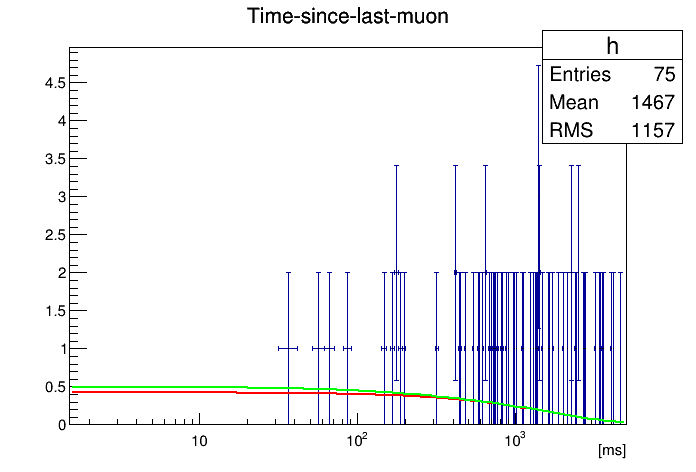 Time-since-last-muon
h
Entries 75
Mean 1467
RMS 1157
4.5
4
3.5
3
2.5
2
1.5
1
0.5
0
10 10² 10³
[ms]